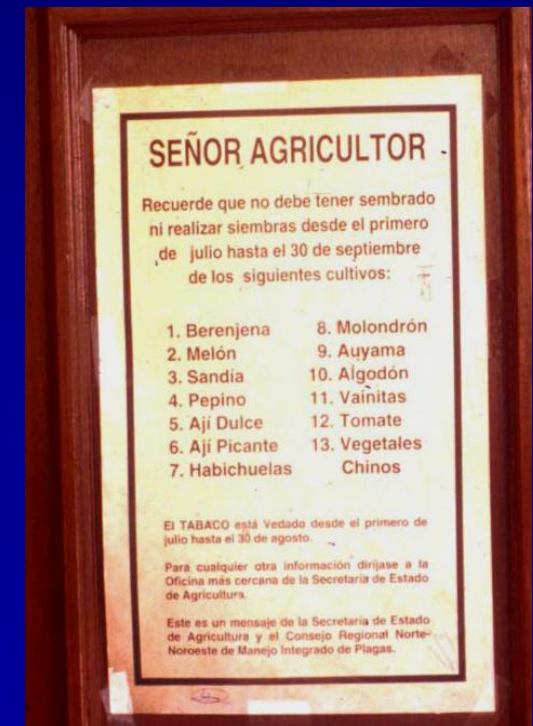 SEÑOR AGRICULTOR
Recuerde que no debe tener sembrado
ni realizar siembras desde el primero
de julio hasta el 30 de septiembre
de los siguientes cultivos:
1. Berenjena
2. Melón
3. Sandía
4. Pepino
5. Ají Dulce
6. Ají Picante
7. Habichuelas
8. Molondrón
9. Auyama
10. Algodón
11. Vainitas
12. Tomate
13. Vegetales
Chinos
El TABACO está Vedado desde el primero de
julio hasta el 30 de agosto.
Para cualquier otra información diríjase a la
Oficina más cercana de la Secretaría de Estado
de Agricultura.
Este es un mensaje de la Secretaría de Estado
de Agricultura y el Consejo Regional Norte-
Noroeste de Manejo Integrado de Plagas.